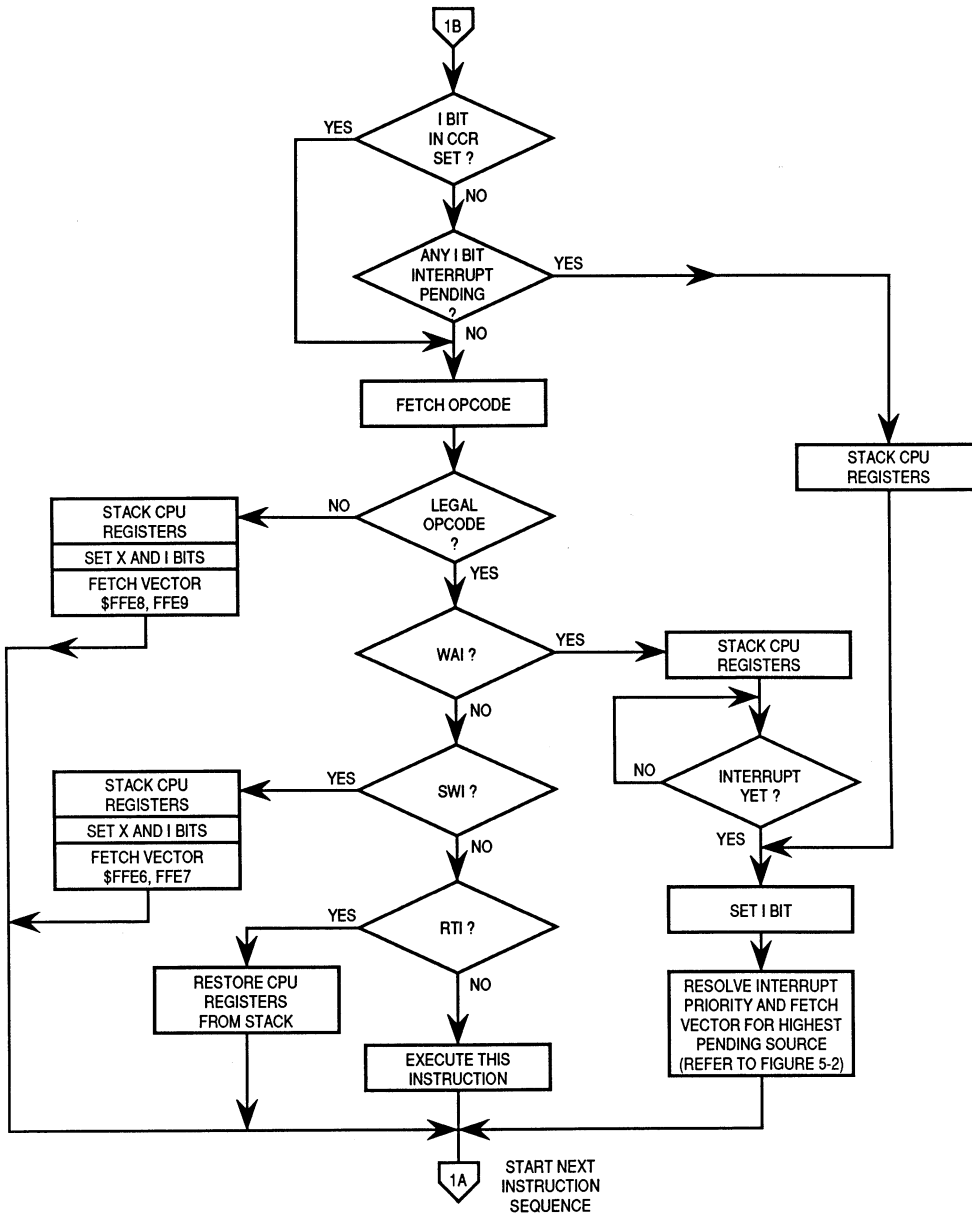 1B
I BIT
IN CCR
SET ?
YES
NO
ANY I BIT
INTERRUPT
PENDING
?
YES
NO
FETCH OPCODE
STACK CPU
REGISTERS
LEGAL
OPCODE
?
NO
YES
STACK CPU
REGISTERS
SET X AND I BITS
FETCH VECTOR
$FFE8, FFE9
WAI ?
YES
NO
STACK CPU
REGISTERS
INTERRUPT
YET ?
NO
YES
SWI ?
YES
NO
STACK CPU
REGISTERS
SET X AND I BITS
FETCH VECTOR
$FFE6, FFE7
SET I BIT
RTI ?
YES
NO
RESTORE CPU
REGISTERS
FROM STACK
EXECUTE THIS
INSTRUCTION
RESOLVE INTERRUPT
PRIORITY AND FETCH
VECTOR FOR HIGHEST
PENDING SOURCE
(REFER TO FIGURE 5-2)
1A
START NEXT
INSTRUCTION
SEQUENCE